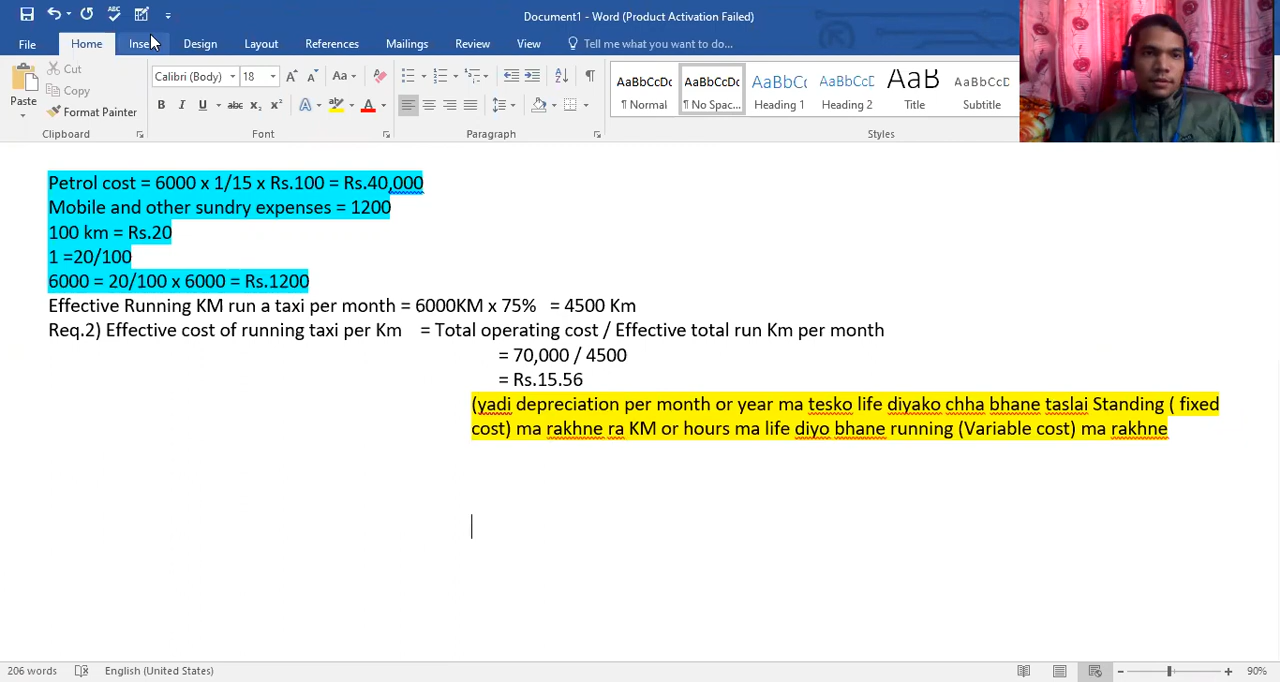 Document1 - Word (Product Activation Failed)
File
Home
Inse
Design
Layout
References
Mailings
Review
View
Tell me what you want to do...
Paste
Cut
Copy
Format Painter
Clipboard
Calibri (Body)
18
Font
Paragraph
AaBbCcDc
¶ Normal
AaBbCcDc
¶ No Spac...
AaBbCc
Heading 1
AaBbCcD
Heading 2
AaB
Title
AaBbCcD
Subtitle
Styles
Petrol cost = 6000 x 1/15 x Rs.100 = Rs.40,000
Mobile and other sundry expenses = 1200
100 km = Rs.20
1 =20/100
6000 = 20/100 x 6000 = Rs.1200
Effective Running KM run a taxi per month = 6000KM x 75% = 4500 Km
Req.2) Effective cost of running taxi per Km = Total operating cost / Effective total run Km per month
= 70,000 / 4500
= Rs.15.56
(yadi depreciation per month or year ma tesko life diyako chha bhane taslai Standing ( fixed
cost) ma rakhne ra KM or hours ma life diyo bhane running (Variable cost) ma rakhne
206 words
English (United States)
90%